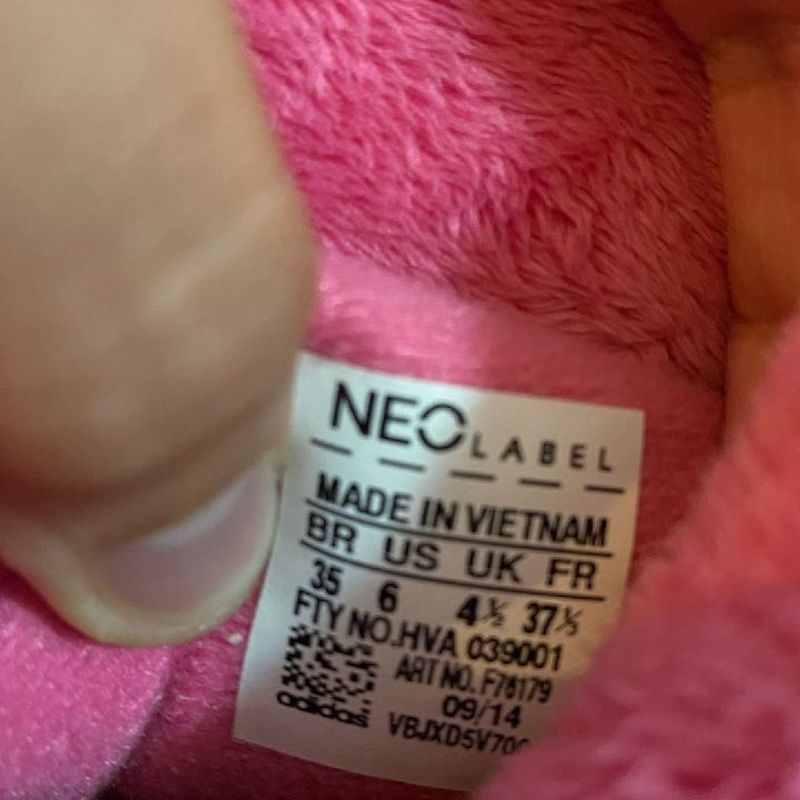 NEO LABEL
MADE IN VIETNAM
BR US UK FR
35 6 4½ 37⅓
FTY NO.HVA 039001
ART NO. F76179
09/14
adidas